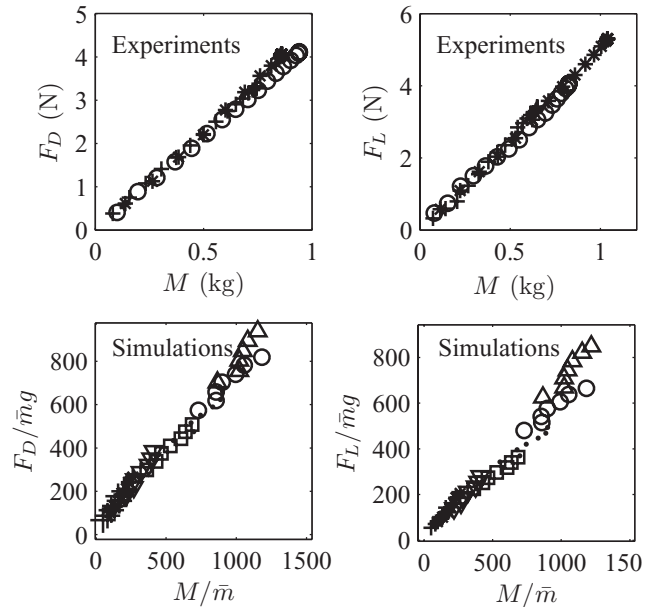 5
4
3
2
1
0
F_D (N)
Experiments
0 0.5 1
M (kg)
6
4
2
0
F_L (N)
Experiments
0 0.5 1
M (kg)
800
600
400
200
0
F_D/m̄g
Simulations
0 500 1000 1500
M/m̄
800
600
400
200
0
F_L/m̄g
Simulations
0 500 1000 150
M/m̄